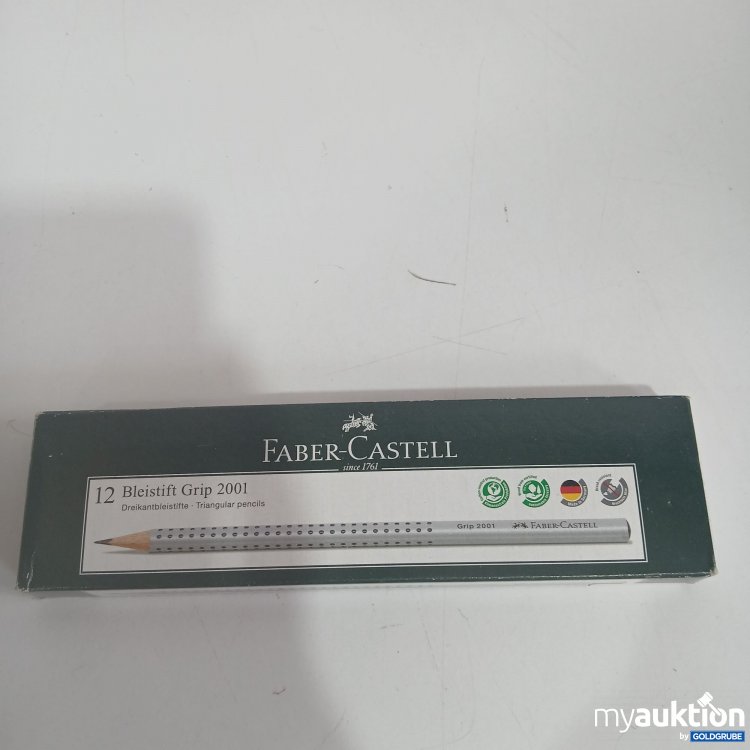 FABER-CASTELL
since 1761
12 Bleistift Grip 2001
Dreikantbleistifte · Triangular pencils
Grip 2001 FABER-CASTELL
myauktion
by GOLDGRUBE